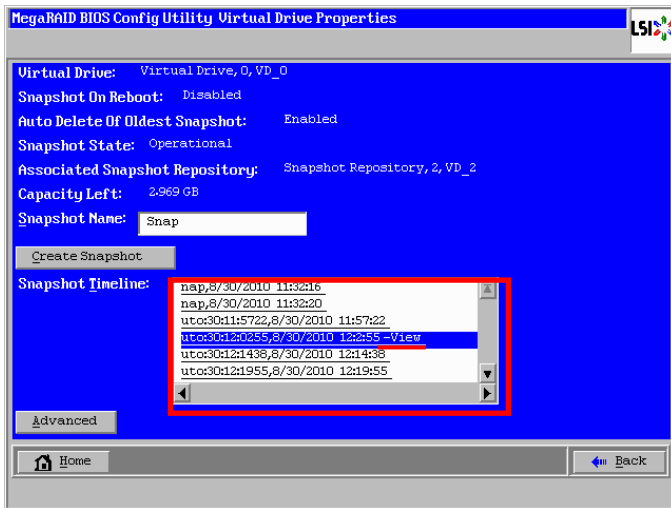 MegaRAID BIOS Config Utility Virtual Drive Properties
LSI
Virtual Drive: Virtual Drive, 0, VD_0
Snapshot On Reboot: Disabled
Auto Delete Of Oldest Snapshot: Enabled
Snapshot State: Operational
Associated Snapshot Repository: Snapshot Repository, 2, VD_2
Capacity Left: 2.969 GB
Snapshot Name: Snap
Create Snapshot
Snapshot Timeline:
nap,8/30/2010 11:32:16
nap,8/30/2010 11:32:20
uto:30:11:5722,8/30/2010 11:57:22
uto:30:12:0255,8/30/2010 12:2:55 -View
uto:30:12:1438,8/30/2010 12:14:38
uto:30:12:1955,8/30/2010 12:19:55
Advanced
Home
Back